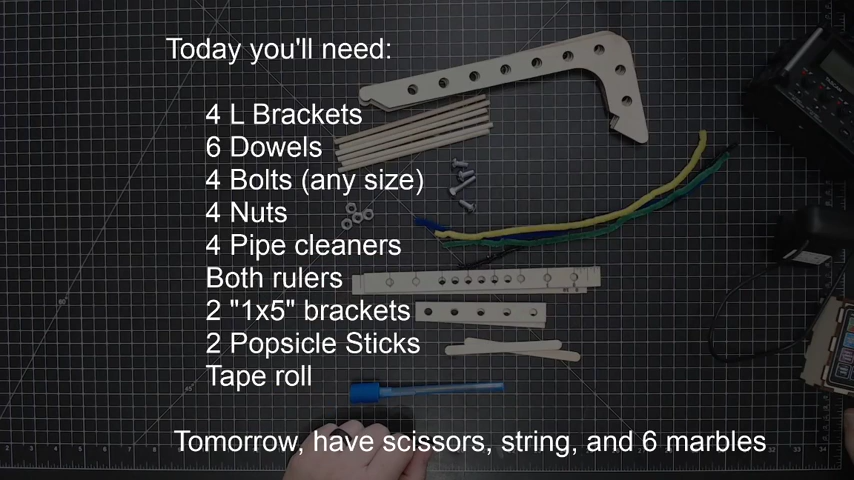 Today you'll need:
4 L Brackets
6 Dowels
4 Bolts (any size)
4 Nuts
4 Pipe cleaners
Both rulers
2 "1x5" brackets
2 Popsicle Sticks
Tape roll
Tomorrow, have scissors, string, and 6 marbles